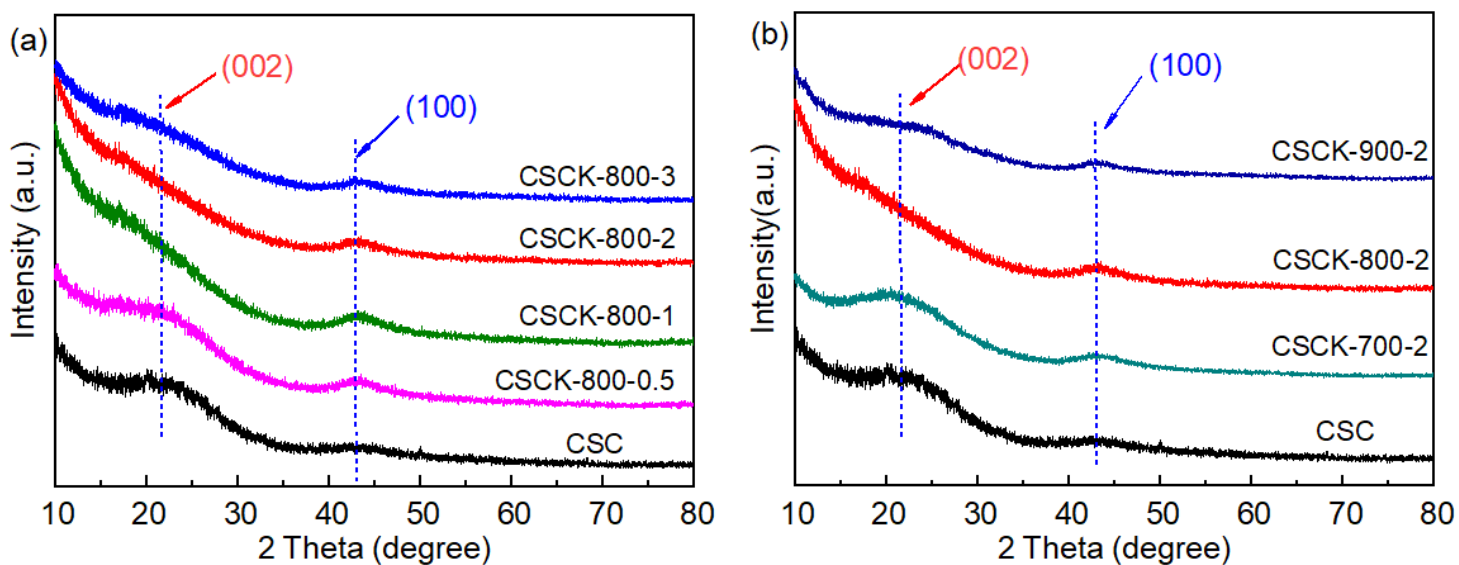 (a)
(002)
(100)
CSCK-800-3
CSCK-800-2
CSCK-800-1
CSCK-800-0.5
CSC
Intensity (a.u.)
10 20 30 40 50 60 70 80
2 Theta (degree)
(b)
(002)
(100)
CSCK-900-2
CSCK-800-2
CSCK-700-2
CSC
Intensity(a.u.)
10 20 30 40 50 60 70 80
2 Theta (degree)